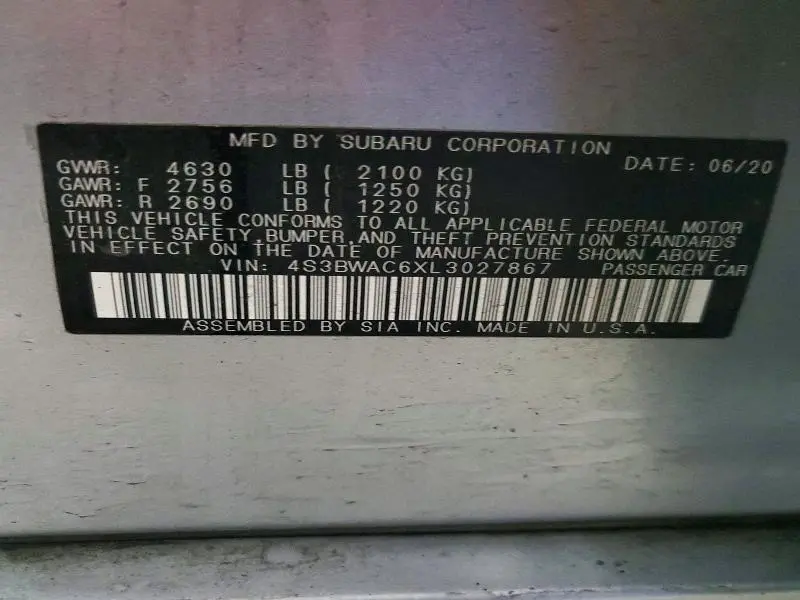 MFD BY SUBARU CORPORATION
DATE: 06/20
GVWR: 4630 LB ( 2100 KG)
GAWR: F 2756 LB ( 1250 KG)
GAWR: R 2690 LB ( 1220 KG)
THIS VEHICLE CONFORMS TO ALL APPLICABLE FEDERAL MOTOR
VEHICLE SAFETY,BUMPER,AND THEFT PREVENTION STANDARDS
IN EFFECT ON THE DATE OF MANUFACTURE SHOWN ABOVE.
VIN: 4S3BWAC6XL3027867 PASSENGER CAR
ASSEMBLED BY SIA INC. MADE IN U.S.A.